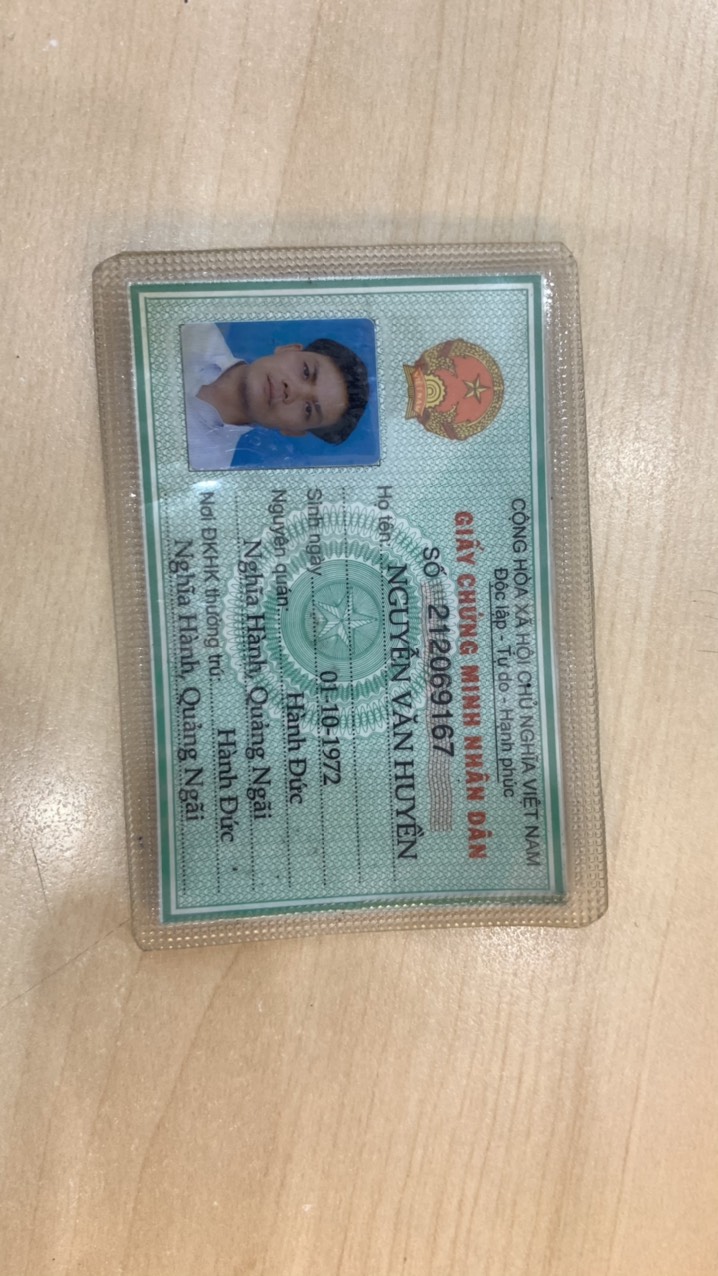 CỘNG HÒA XÃ HỘI CHỦ NGHĨA VIỆT NAM
Độc lập - Tự do - Hạnh phúc
GIẤY CHỨNG MINH NHÂN DÂN
SỐ 212069167
Họ tên: NGUYỄN VĂN HUYỀN
Sinh ngày 01-10-1972
Nguyên quán: Hành Đức
Nghĩa Hành, Quảng Ngãi
Nơi ĐKHK thường trú: Hành Đức
Nghĩa Hành, Quảng Ngãi
VIỆT NAM